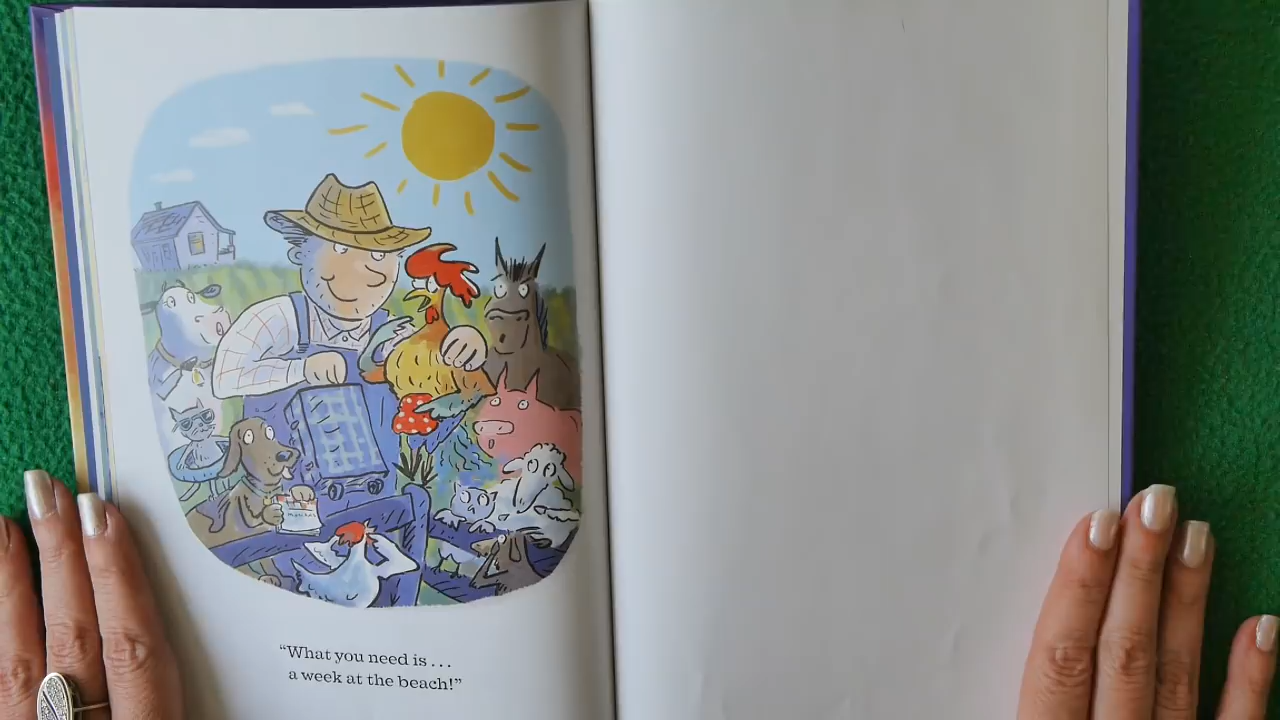 “What you need is . . .
a week at the beach!”